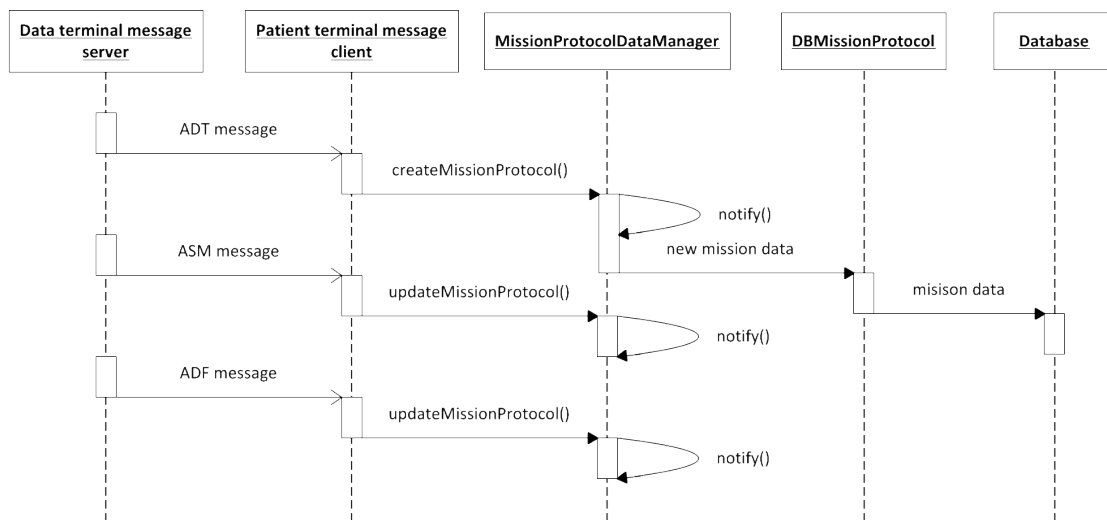 Data terminal message
server
Patient terminal message
client
MissionProtocolDataManager
DBMissionProtocol
Database
ADT message
createMissionProtocol()
notify()
new mission data
ASM message
updateMissionProtocol()
misison data
notify()
ADF message
updateMissionProtocol()
notify()